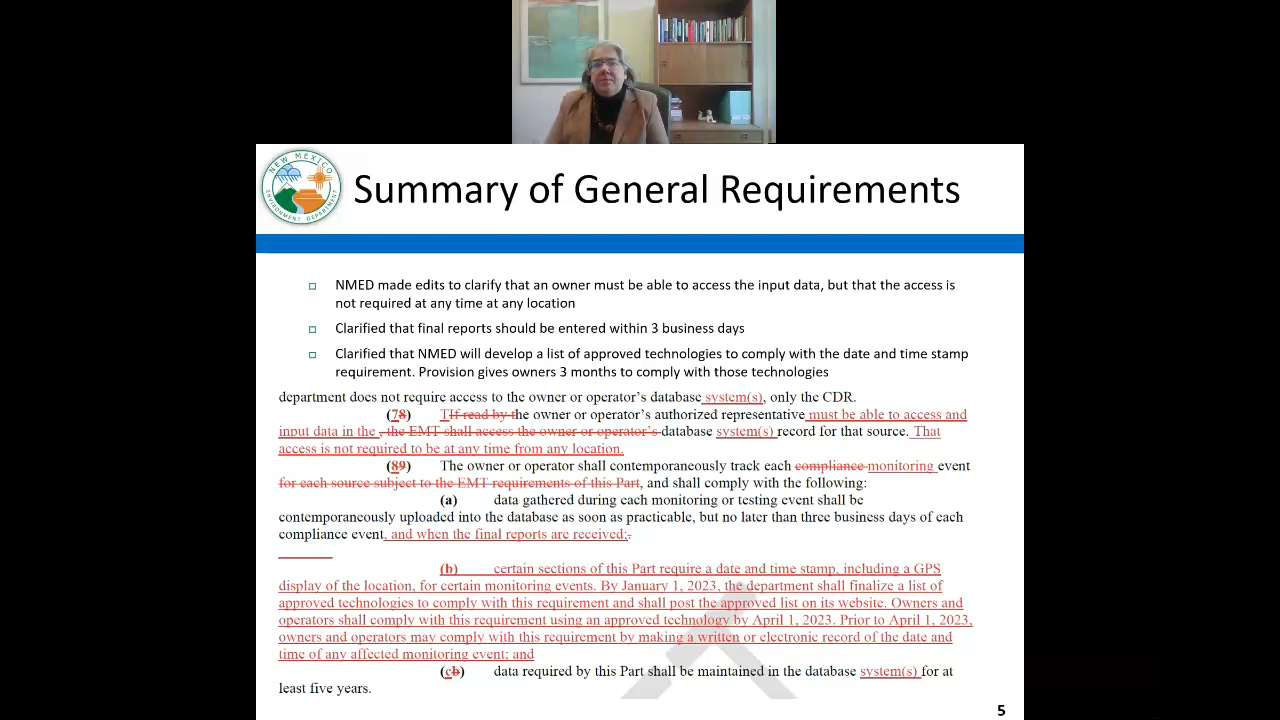 NEW MEXICO
ENVIRONMENT DEPARTMENT
Summary of General Requirements
NMED made edits to clarify that an owner must be able to access the input data, but that the access is
not required at any time at any location
Clarified that final reports should be entered within 3 business days
Clarified that NMED will develop a list of approved technologies to comply with the date and time stamp
requirement. Provision gives owners 3 months to comply with those technologies
department does not require access to the owner or operator's database system(s), only the CDR.
(78) TIf read by the owner or operator's authorized representative must be able to access and
input data in the , the EMT shall access the owner or operator's database system(s) record for that source. That
access is not required to be at any time from any location.
(89) The owner or operator shall contemporaneously track each compliance monitoring event
for each source subject to the EMT requirements of this Part, and shall comply with the following:
(a) data gathered during each monitoring or testing event shall be
contemporaneously uploaded into the database as soon as practicable, but no later than three business days of each
compliance event, and when the final reports are received;.
(b) certain sections of this Part require a date and time stamp, including a GPS
display of the location, for certain monitoring events. By January 1, 2023, the department shall finalize a list of
approved technologies to comply with this requirement and shall post the approved list on its website. Owners and
operators shall comply with this requirement using an approved technology by April 1, 2023. Prior to April 1, 2023,
owners and operators may comply with this requirement by making a written or electronic record of the date and
time of any affected monitoring event; and
(cb) data required by this Part shall be maintained in the database system(s) for at
least five years.
5